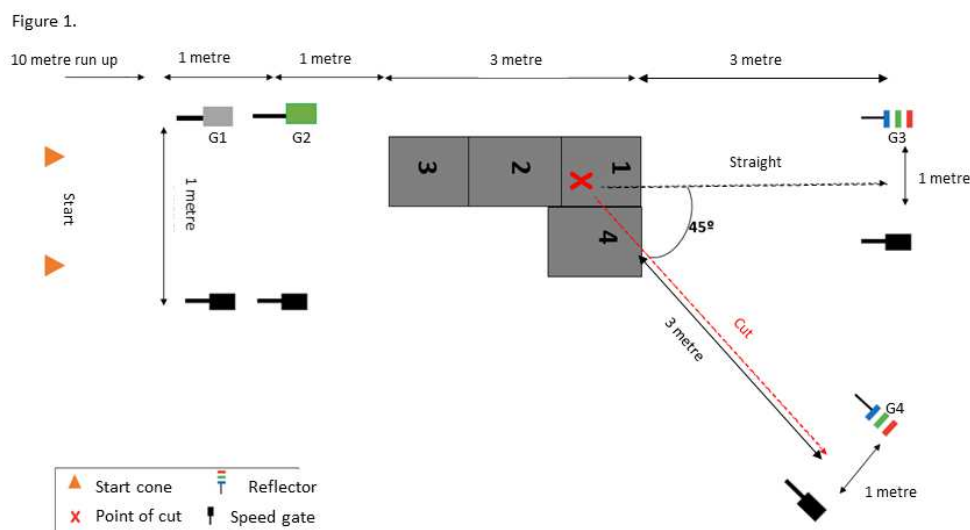 Figure 1.
10 metre run up
1 metre
1 metre
3 metre
3 metre
G1
G2
G3
Start
1 metre
3
2
1
4
Straight
1 metre
45º
Cut
3 metre
G4
1 metre
Start cone
Reflector
Point of cut
Speed gate